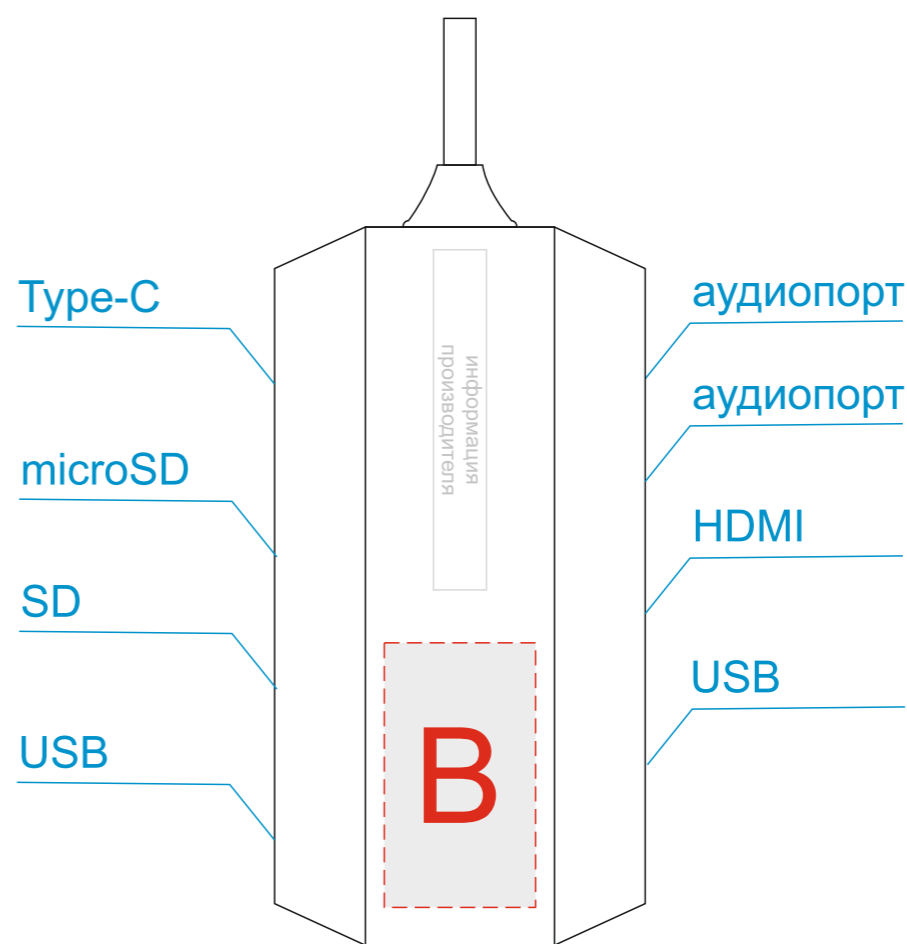 Type-C
microSD
SD
USB
информация
производителя
B
аудиопорт
аудиопорт
HDMI
USB